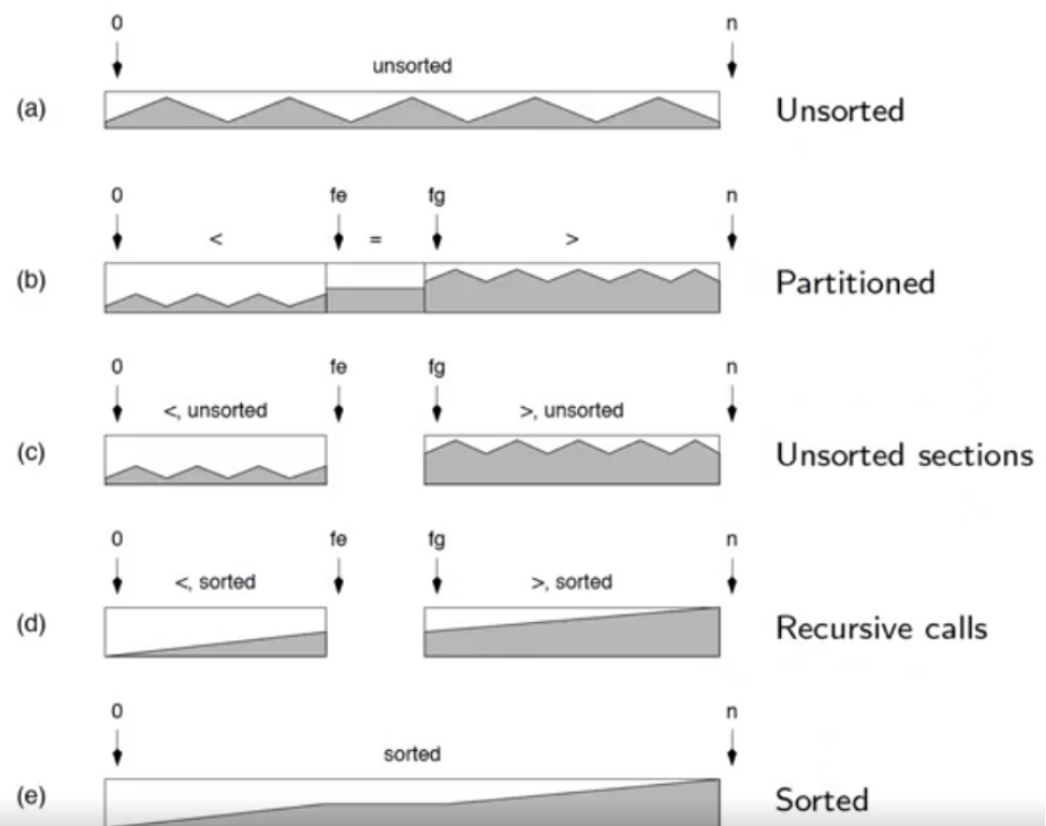 0 n
unsorted
(a) Unsorted
0 fe fg n
< = >
(b) Partitioned
0 fe fg n
<, unsorted >, unsorted
(c) Unsorted sections
0 fe fg n
<, sorted >, sorted
(d) Recursive calls
0 n
sorted
(e) Sorted